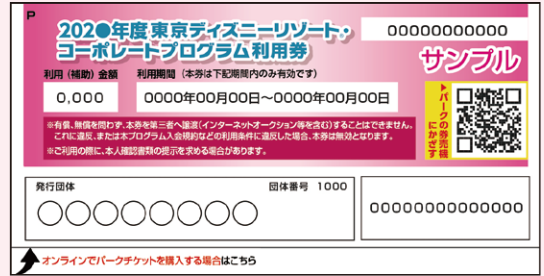 P
202●年度 東京ディズニーリゾート・
コーポレートプログラム利用券
00000000000
サンプル
利用（補助）金額
利用期間（本券は下記期間内のみ有効です）
0,000
0000年00月00日～0000年00月00日
▶パークの券売機にかざす
※有償、無償を問わず、本券を第三者へ譲渡（インターネットオークション等を含む）することはできません。
これに違反、または本プログラム入会規約などの利用条件に違反した場合、本券は無効となります。
※ご利用の際に、本人確認書類の提示を求める場合があります。
発行団体
団体番号 1000
○○○○○○○○
00000000000000
オンラインでパークチケットを購入する場合はこちら